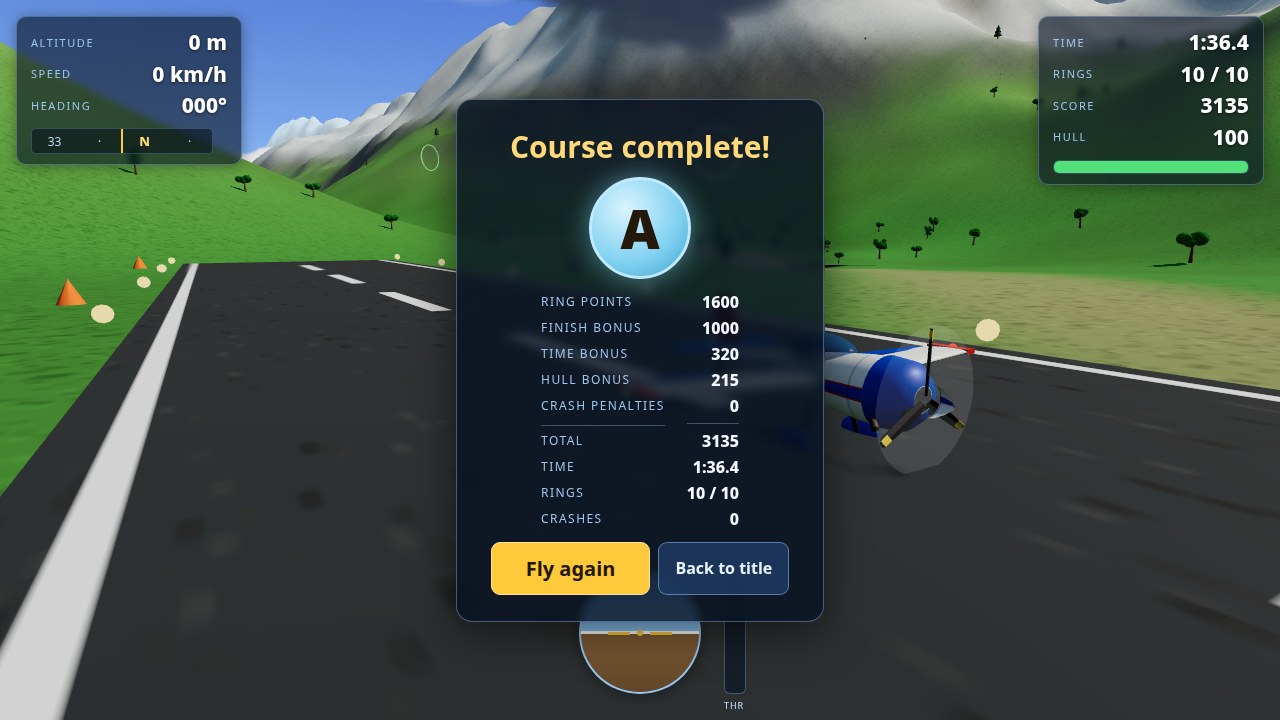 ALTITUDE 0 m
SPEED 0 km/h
HEADING 000°
33 · N ·
TIME 1:36.4
RINGS 10 / 10
SCORE 3135
HULL 100
Course complete!
A
RING POINTS 1600
FINISH BONUS 1000
TIME BONUS 320
HULL BONUS 215
CRASH PENALTIES 0
TOTAL 3135
TIME 1:36.4
RINGS 10 / 10
CRASHES 0
Fly again
Back to title
THR